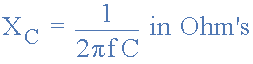 X_C = 1/(2πfC) in Ohm's